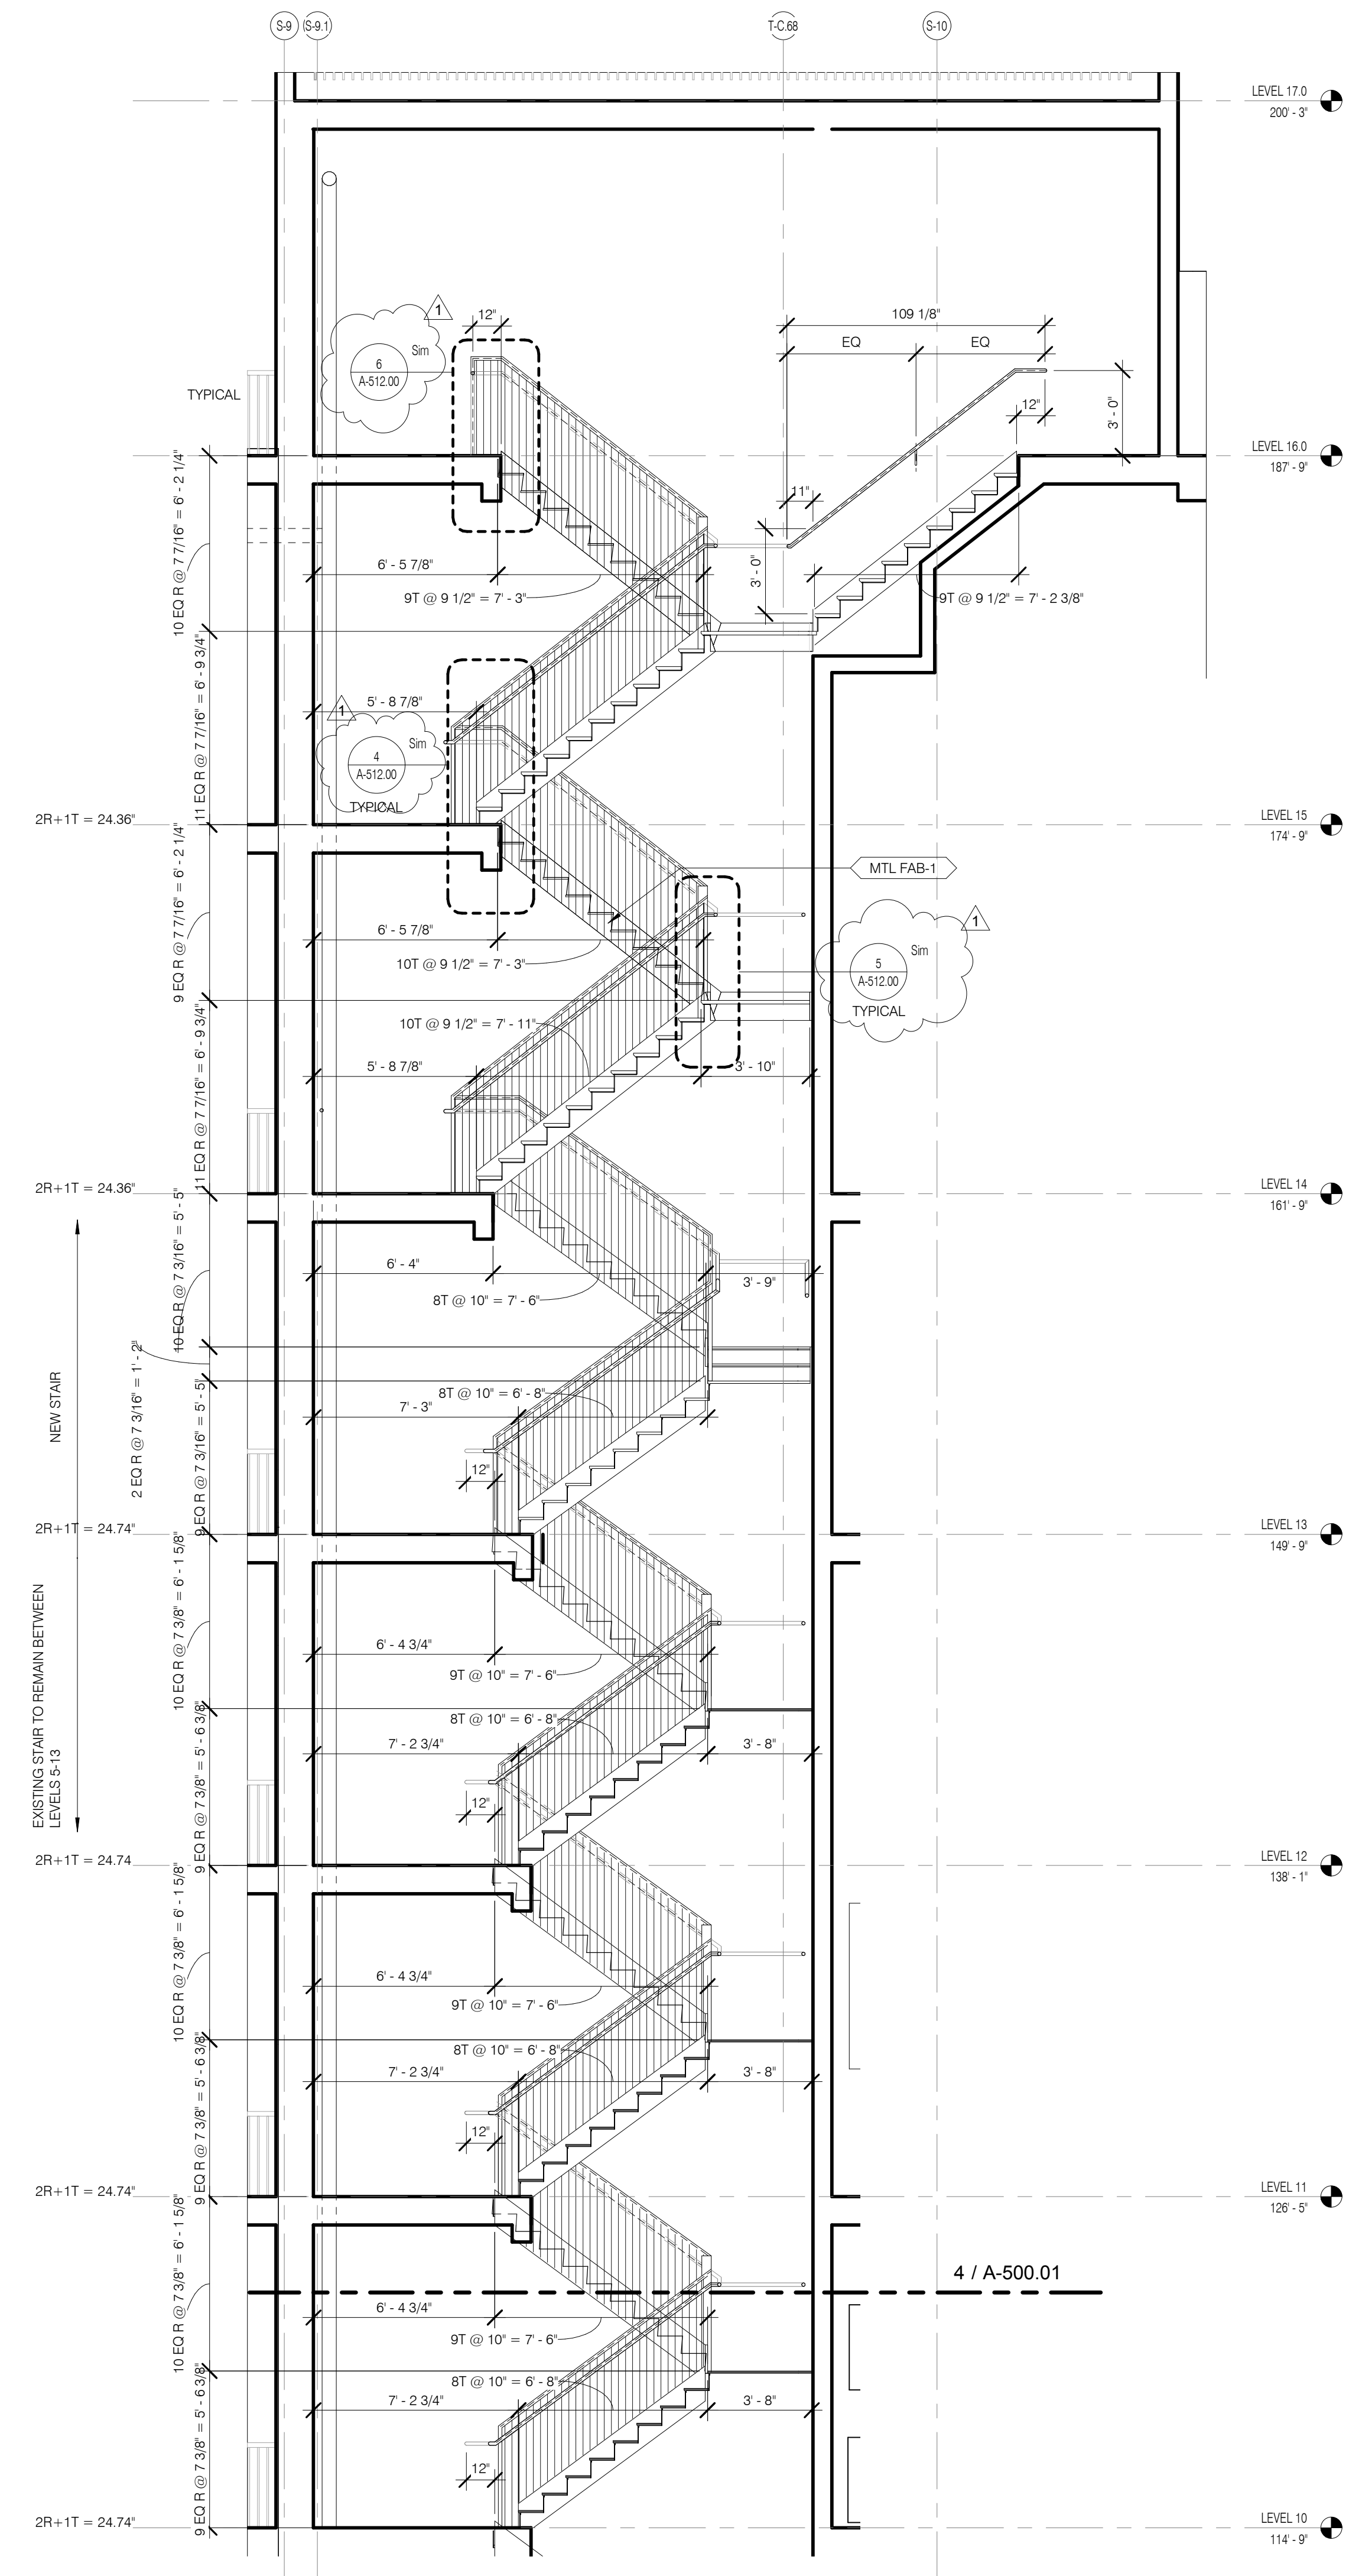 S-9
S-9.1
T-C.68
S-10
LEVEL 17.0
200' - 3"
1
12"
6
Sim
A-512.00
TYPICAL
109 1/8"
EQ
EQ
12"
3' - 0"
LEVEL 16.0
187' - 9"
10 EQ R @ 7 7/16" = 6' - 2 1/4"
11"
3' - 0"
6' - 5 7/8"
9T @ 9 1/2" = 7' - 3"
9T @ 9 1/2" = 7' - 2 3/8"
11 EQ R @ 7 7/16" = 6' - 9 3/4"
5' - 8 7/8"
1
4
Sim
A-512.00
TYPICAL
2R+1T = 24.36"
LEVEL 15
174' - 9"
MTL FAB-1
9 EQ R @ 7 7/16" = 6' - 2 1/4"
6' - 5 7/8"
10T @ 9 1/2" = 7' - 3"
1
5
Sim
A-512.00
TYPICAL
10T @ 9 1/2" = 7' - 11"
11 EQ R @ 7 7/16" = 6' - 9 3/4"
5' - 8 7/8"
3' - 10"
2R+1T = 24.36"
LEVEL 14
161' - 9"
10 EQ R @ 7 3/16" = 5' - 5"
6' - 4"
3' - 9"
8T @ 10" = 7' - 6"
2 EQ R @ 7 3/16" = 1' - 2"
NEW STAIR
8T @ 10" = 6' - 8"
7' - 3"
9 EQ R @ 7 3/16" = 5' - 5"
12"
2R+1T = 24.74"
LEVEL 13
149' - 9"
EXISTING STAIR TO REMAIN BETWEEN
LEVELS 5-13
10 EQ R @ 7 3/8" = 6' - 1 5/8"
6' - 4 3/4"
9T @ 10" = 7' - 6"
8T @ 10" = 6' - 8"
7' - 2 3/4"
3' - 8"
9 EQ R @ 7 3/8" = 5' - 6 3/8"
12"
2R+1T = 24.74
LEVEL 12
138' - 1"
10 EQ R @ 7 3/8" = 6' - 1 5/8"
6' - 4 3/4"
9T @ 10" = 7' - 6"
8T @ 10" = 6' - 8"
7' - 2 3/4"
3' - 8"
9 EQ R @ 7 3/8" = 5' - 6 3/8"
12"
2R+1T = 24.74"
LEVEL 11
126' - 5"
10 EQ R @ 7 3/8" = 6' - 1 5/8"
4 / A-500.01
6' - 4 3/4"
9T @ 10" = 7' - 6"
8T @ 10" = 6' - 8"
7' - 2 3/4"
3' - 8"
9 EQ R @ 7 3/8" = 5' - 6 3/8"
12"
2R+1T = 24.74"
LEVEL 10
114' - 9"